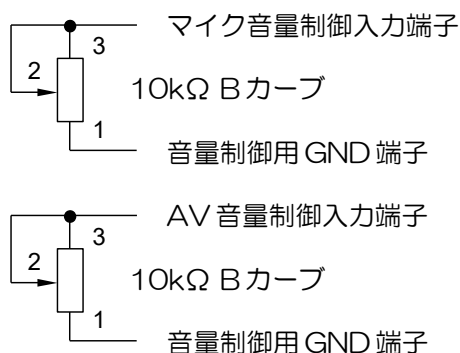 マイク音量制御入力端子
3
2
10kΩ Bカーブ
1
音量制御用GND端子
AV音量制御入力端子
3
2
10kΩ Bカーブ
1
音量制御用GND端子